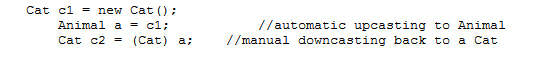 Cat c1 = new Cat();
Animal a = c1; //automatic upcasting to Animal
Cat c2 = (Cat) a; //manual downcasting back to a Cat